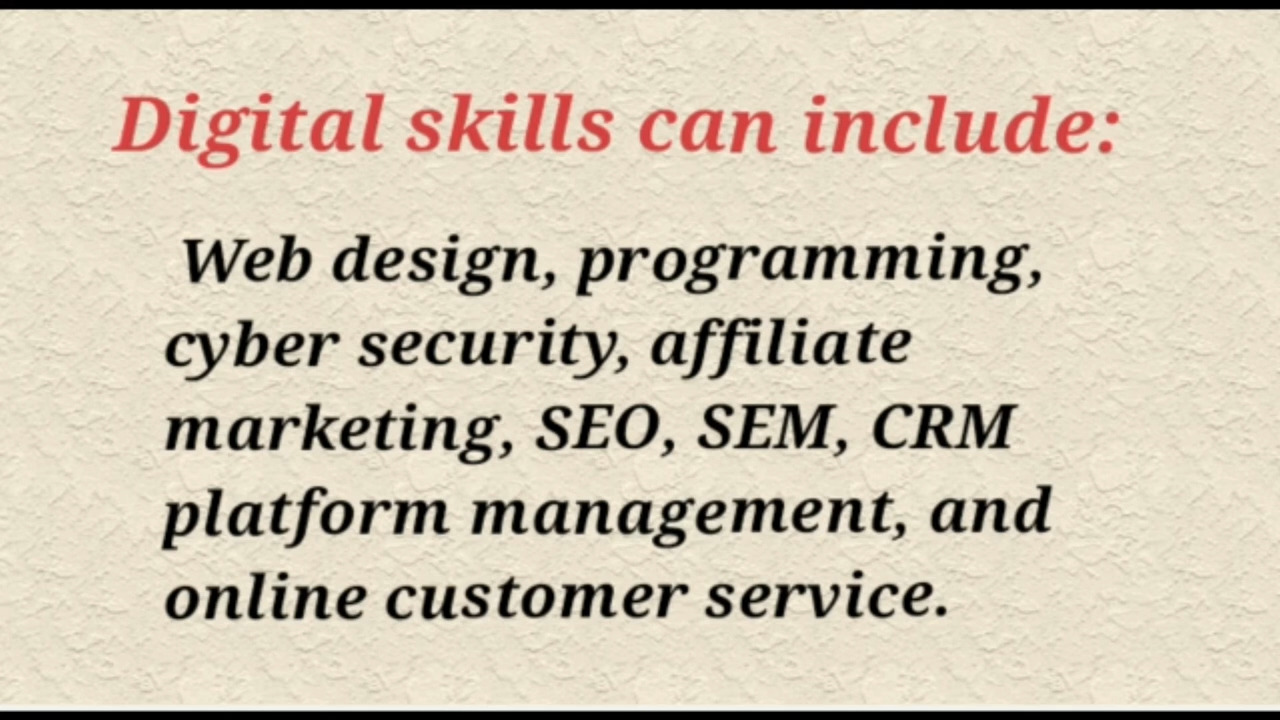 Digital skills can include:
Web design, programming,
cyber security, affiliate
marketing, SEO, SEM, CRM
platform management, and
online customer service.